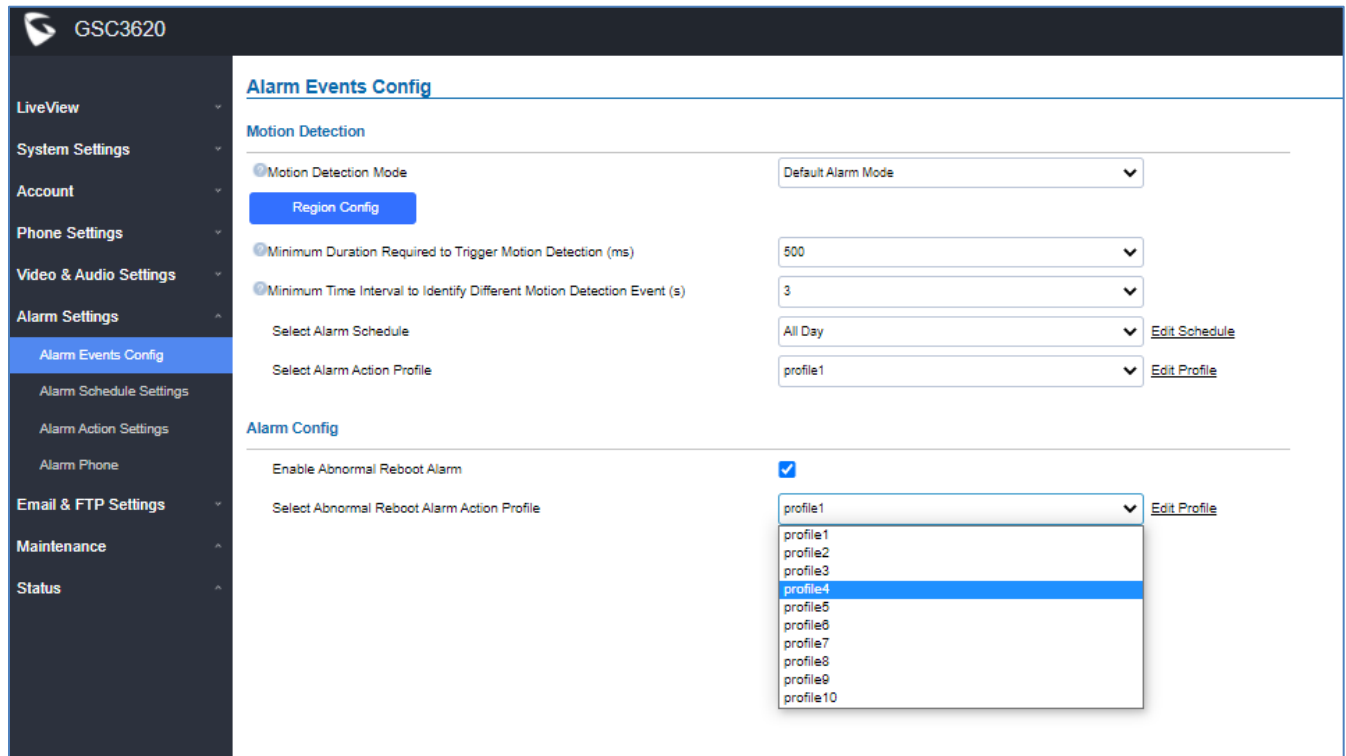 GSC3620
LiveView
System Settings
Account
Phone Settings
Video & Audio Settings
Alarm Settings
Alarm Events Config
Alarm Schedule Settings
Alarm Action Settings
Alarm Phone
Email & FTP Settings
Maintenance
Status
Alarm Events Config
Motion Detection
Motion Detection Mode Default Alarm Mode
Region Config
Minimum Duration Required to Trigger Motion Detection (ms) 500
Minimum Time Interval to Identify Different Motion Detection Event (s) 3
Select Alarm Schedule All Day Edit Schedule
Select Alarm Action Profile profile1 Edit Profile
Alarm Config
Enable Abnormal Reboot Alarm
Select Abnormal Reboot Alarm Action Profile profile1 Edit Profile
profile1
profile2
profile3
profile4
profile5
profile6
profile7
profile8
profile9
profile10